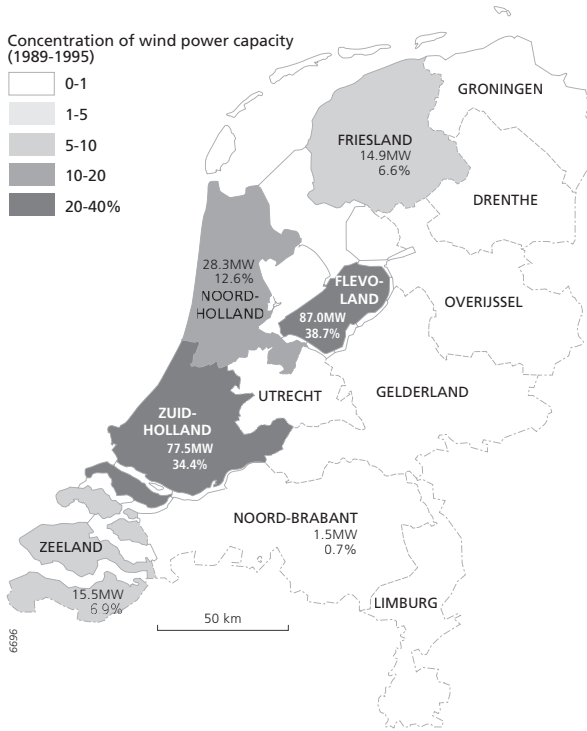 Concentration of wind power capacity
(1989-1995)
0-1
1-5
5-10
10-20
20-40%
GRONINGEN
FRIESLAND
14.9MW
6.6%
DRENTHE
28.3MW
12.6%
NOORD-
HOLLAND
FLEVO-
LAND
87.0MW
38.7%
OVERIJSSEL
UTRECHT
GELDERLAND
ZUID-
HOLLAND
77.5MW
34.4%
NOORD-BRABANT
1.5MW
0.7%
ZEELAND
15.5MW
6.9%
LIMBURG
50 km
6696